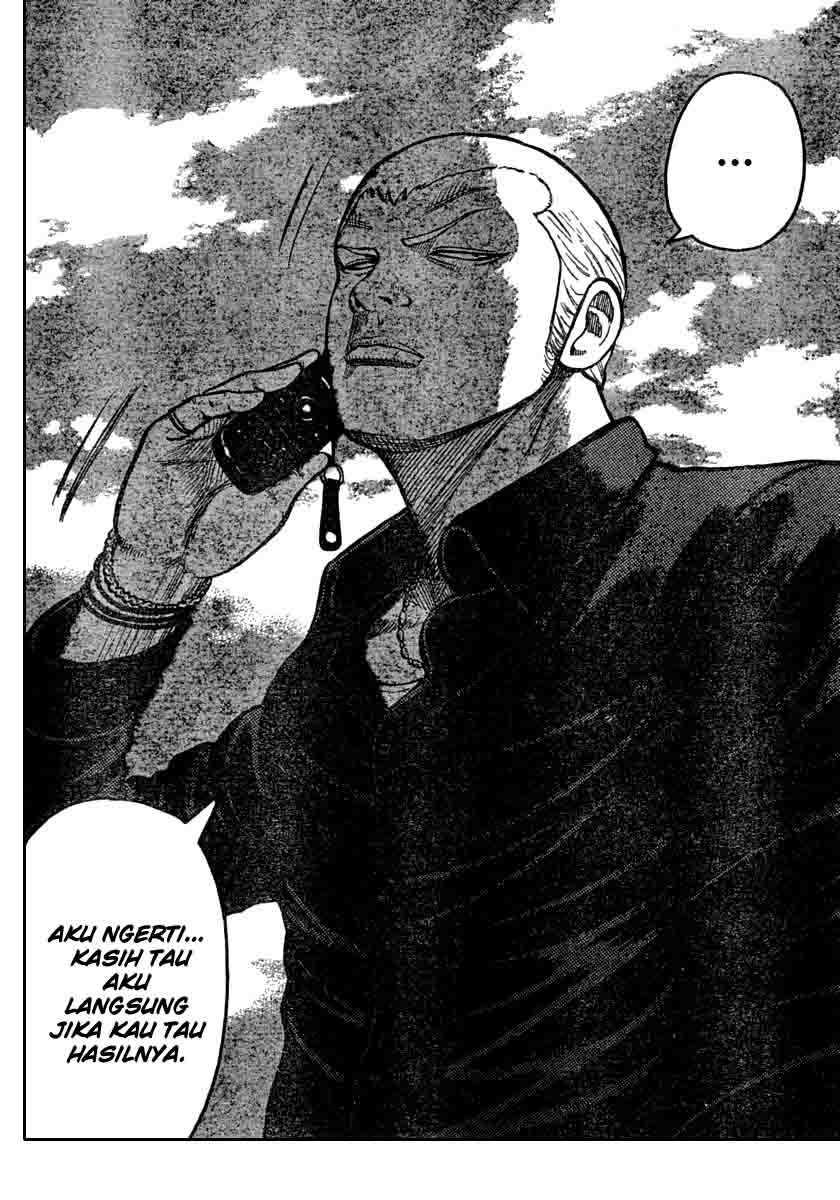 ...
AKU NGERTI...
KASIH TAU
AKU
LANGSUNG
JIKA KAU TAU
HASILNYA.